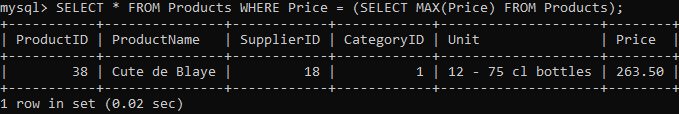 mysql> SELECT * FROM Products WHERE Price = (SELECT MAX(Price) FROM Products);
+-----------+---------------+------------+------------+---------------------+--------+
| ProductID | ProductName   | SupplierID | CategoryID | Unit                | Price  |
+-----------+---------------+------------+------------+---------------------+--------+
|        38 | Cute de Blaye |         18 |          1 | 12 - 75 cl bottles | 263.50 |
+-----------+---------------+------------+------------+---------------------+--------+
1 row in set (0.02 sec)